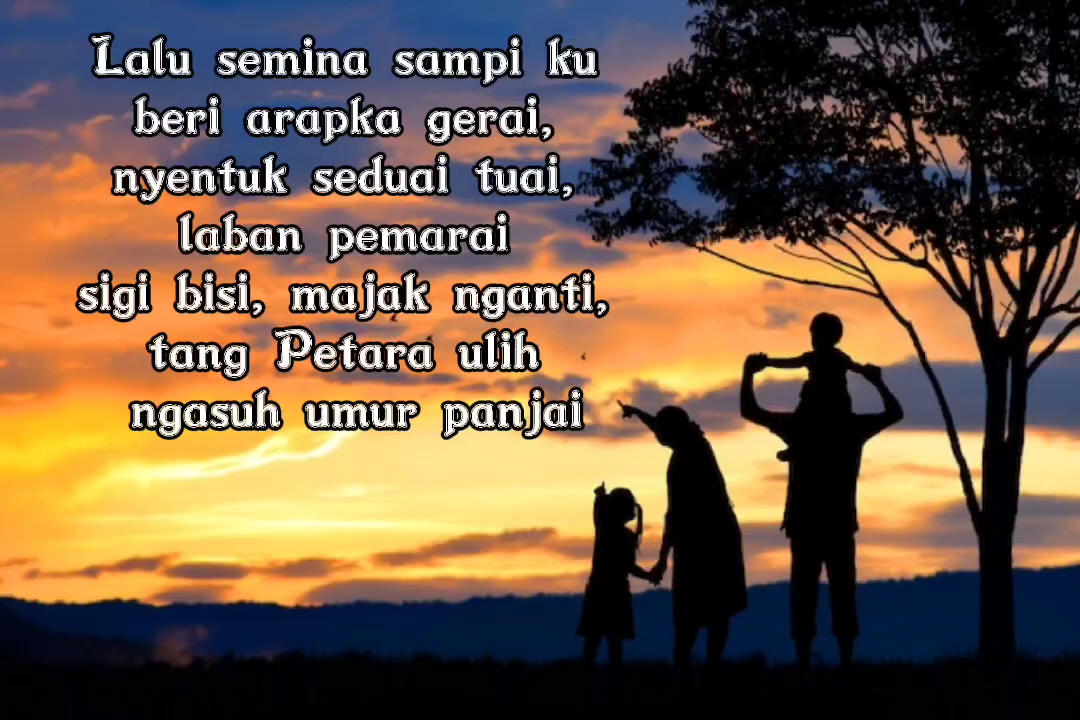 Lalu semina sampi ku
beri arapka gerai,
nyentuk seduai tuai,
laban pemarai
sigi bisi, majak nganti,
tang Petara ulih
ngasuh umur panjai